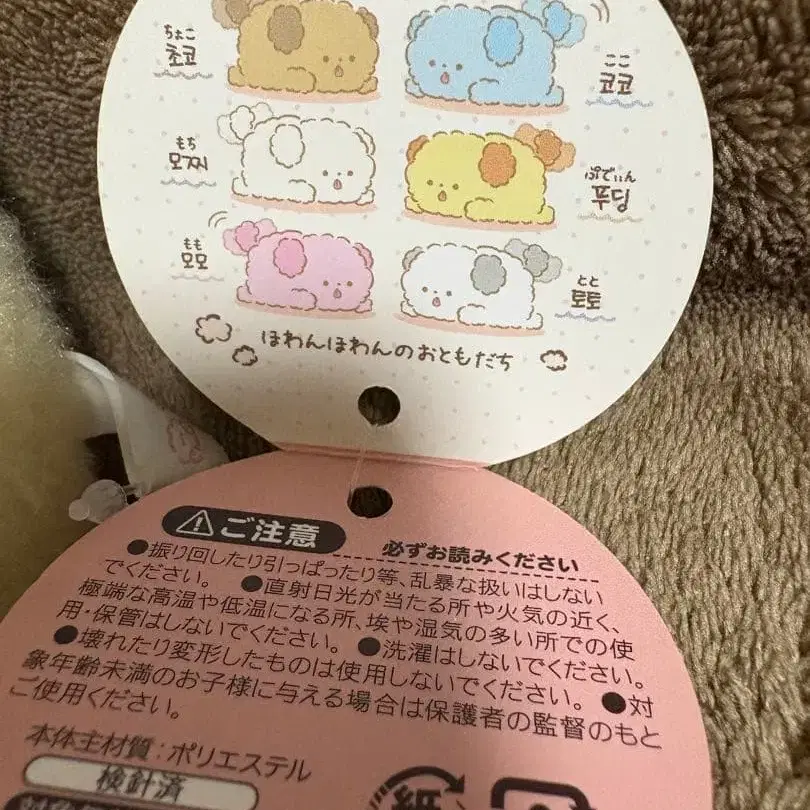 ちょこ
초코
ここ
코코
もち
모찌
ぷでぃん
푸딩
もも
모모
とと
토토
ほわんほわんのおともだち
ご注意
必ずお読みください
●振り回したり引っぱったり等、乱暴な扱いはしない
でください。 ●直射日光が当たる所や火気の近く、
極端な高温や低温になる所、埃や湿気の多い所での使
用・保管はしないでください。 ●洗濯はしないでください。
●壊れたり変形したものは使用しないでください。 ●対
象年齢未満のお子様に与える場合は保護者の監督のもと
ご使用ください。
本体主材質:ポリエステル
検針済
紙